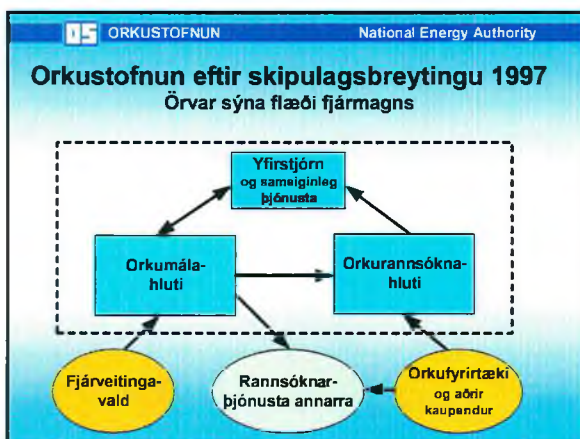 OS ORKUSTOFNUN National Energy Authority
Orkustofnun eftir skipulagsbreytingu 1997
Örvar sýna flæði fjármagns
Yfirstjórn
og sameiginleg
þjónusta
Orkumála-
hluti
Orkurannsókna-
hluti
Fjárveitinga-
vald
Rannsóknar-
þjónusta annarra
Orkufyrirtæki
og aðrir
kaupendur